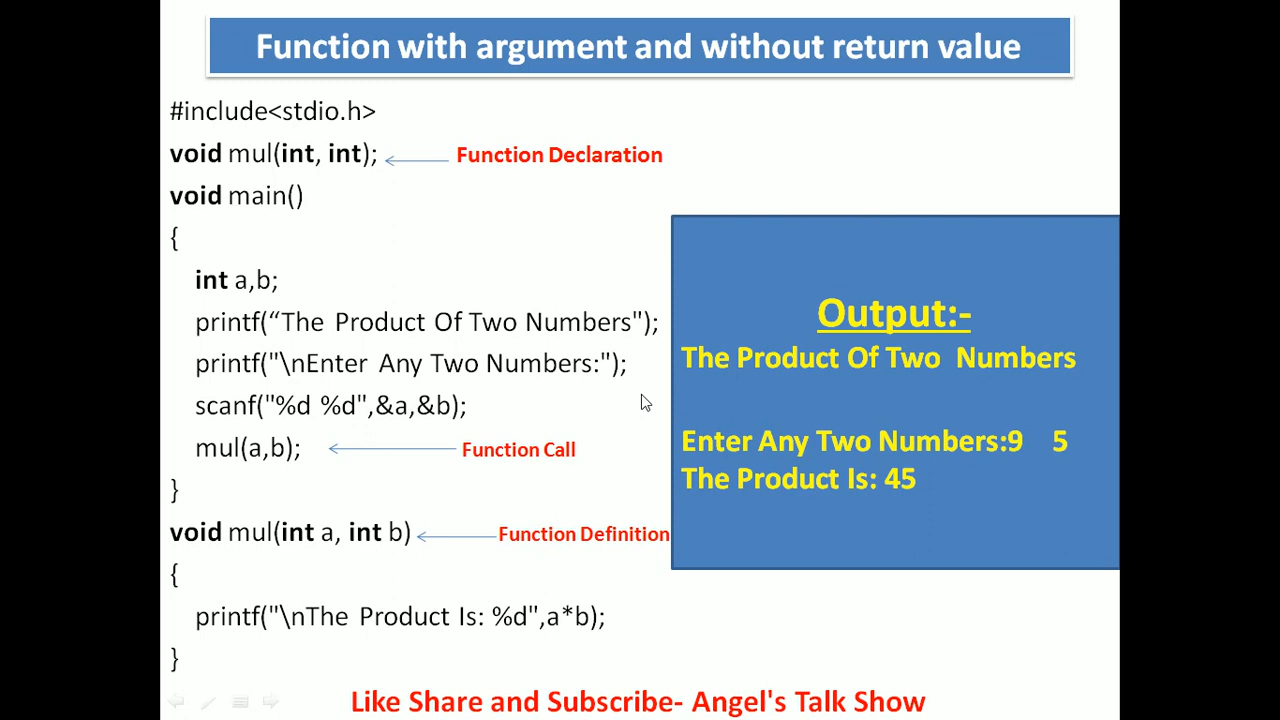 Function with argument and without return value
#include<stdio.h>
void mul(int, int);
Function Declaration
void main()
{
int a,b;
printf(“The Product Of Two Numbers");
printf("\nEnter Any Two Numbers:");
scanf("%d %d",&a,&b);
mul(a,b);
Function Call
}
void mul(int a, int b)
Function Definition
{
printf("\nThe Product Is: %d",a*b);
}
Output:-
The Product Of Two Numbers
Enter Any Two Numbers:9 5
The Product Is: 45
Like Share and Subscribe- Angel's Talk Show